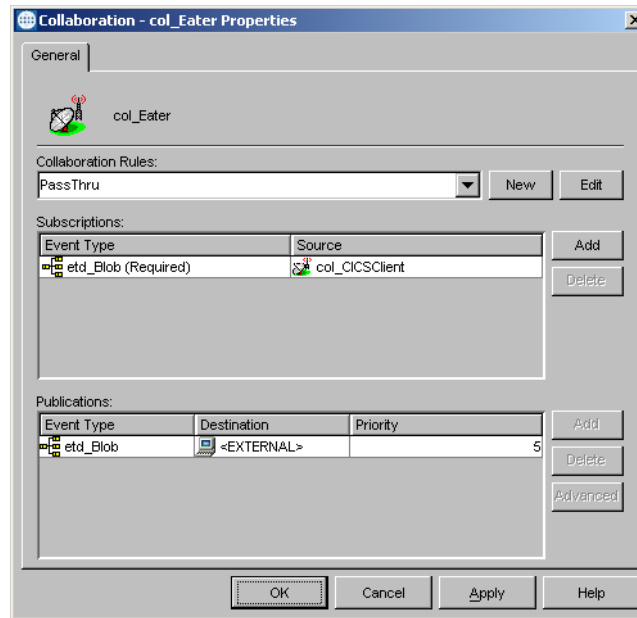 Collaboration - col_Eater Properties
General
col_Eater
Collaboration Rules:
PassThru New Edit
Subscriptions:
Event Type Source Add
etd_Blob (Required) col_CICSClient
Delete
Publications:
Event Type Destination Priority Add
etd_Blob <EXTERNAL> 5
Delete
Advanced
OK Cancel Apply Help